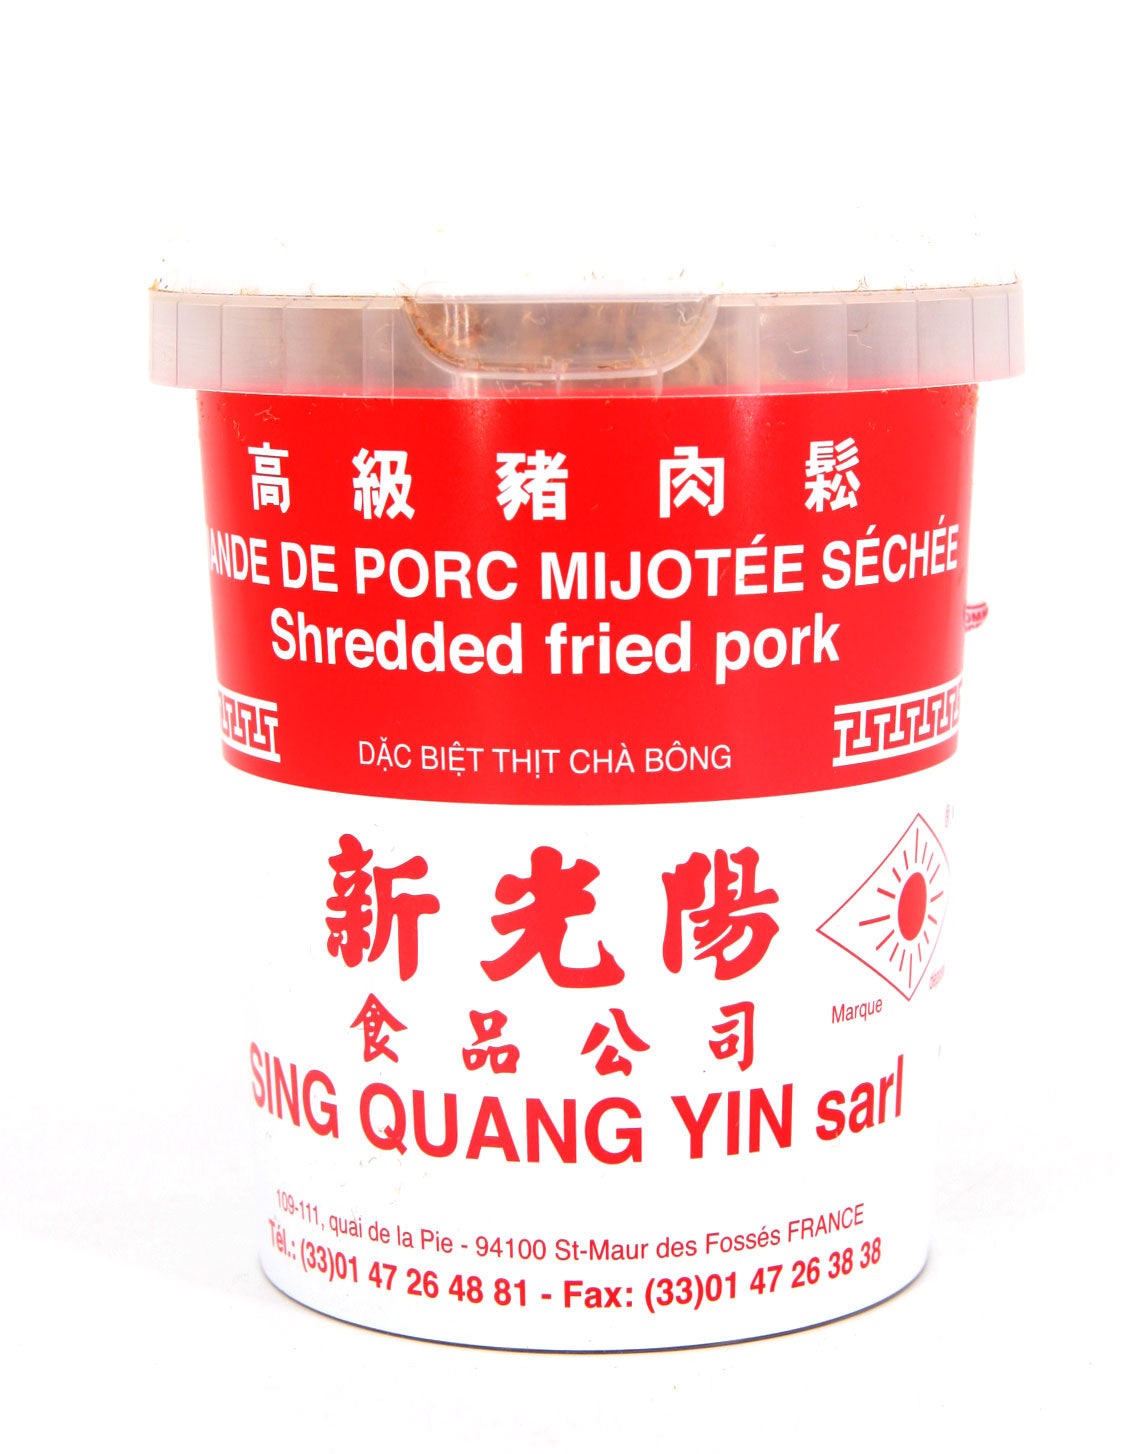 高級豬肉鬆
ANDE DE PORC MIJOTÉE SÉCHÉE
Shredded fried pork
DẶC BIỆT THỊT CHÀ BÔNG
新光陽
®
食品公司
Marque
SING QUANG YIN sarl
109-111, quai de la Pie - 94100 St-Maur des Fossés FRANCE
Tél.: (33)01 47 26 48 81 - Fax: (33)01 47 26 38 38